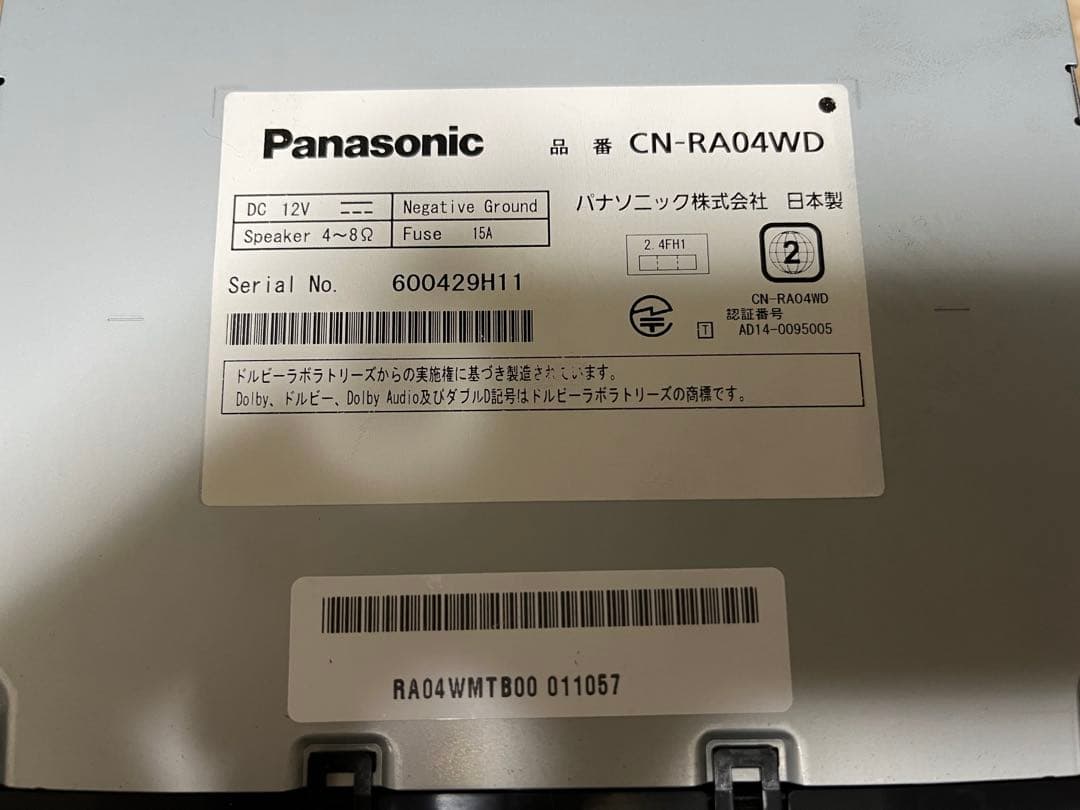 Panasonic 品番 CN-RA04WD
DC 12V Negative Ground
Speaker 4～8Ω Fuse 15A
パナソニック株式会社 日本製
2.4FH1
2
Serial No. 600429H11
CN-RA04WD
認証番号
T AD14-0095005
ドルビーラボラトリーズからの実施権に基づき製造されています。
Dolby、ドルビー、Dolby Audio及びダブルD記号はドルビーラボラトリーズの商標です。
RA04WMTB00 011057